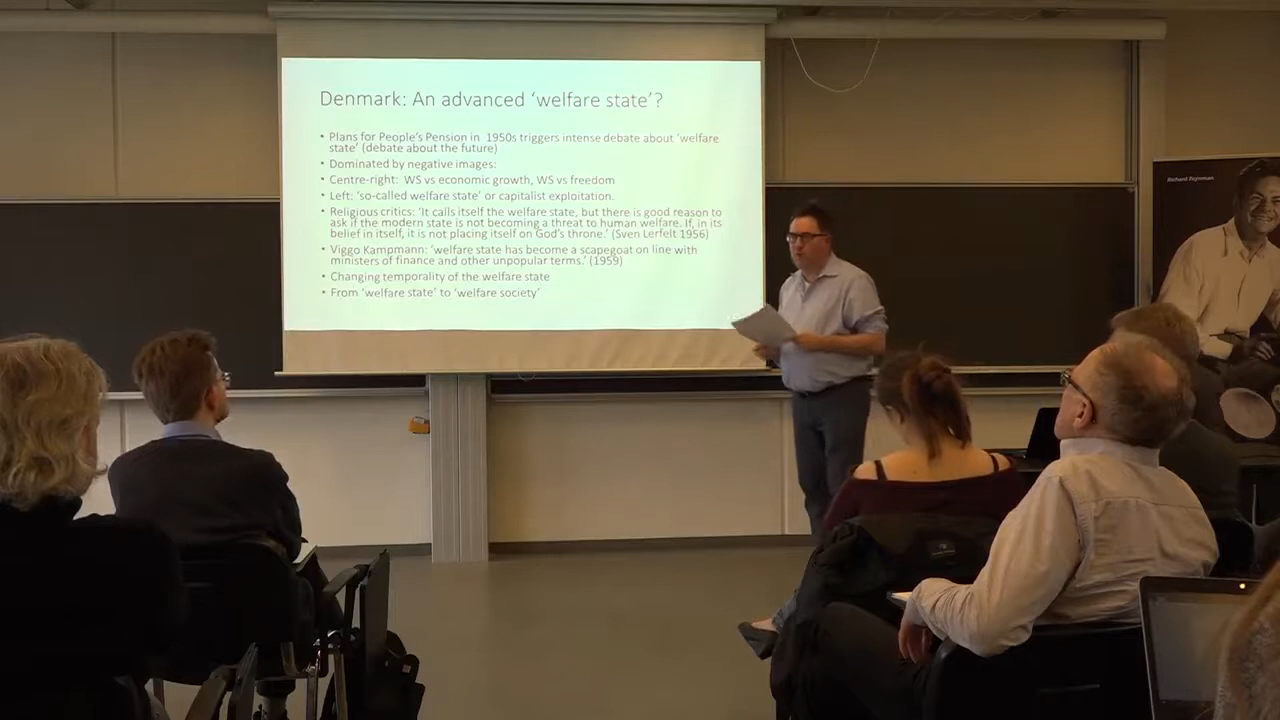 Denmark: An advanced ‘welfare state’?
• Plans for People’s Pension in 1950s triggers intense debate about ‘welfare
state’ (debate about the future)
• Dominated by negative images:
• Centre-right: WS vs economic growth, WS vs freedom
• Left: ‘so-called welfare state’ or capitalist exploitation.
• Religious critics: ‘It calls itself the welfare state, but there is good reason to
ask if the modern state is not becoming a threat to human welfare. If, in its
belief in itself, it is not placing itself on God’s throne.’ (Sven Lerfelt 1956)
• Viggo Kampmann: ‘welfare state has become a scapegoat on line with
ministers of finance and other unpopular terms.’ (1959)
• Changing temporality of the welfare state
• From ‘welfare state’ to ‘welfare society’
Richard Feynman